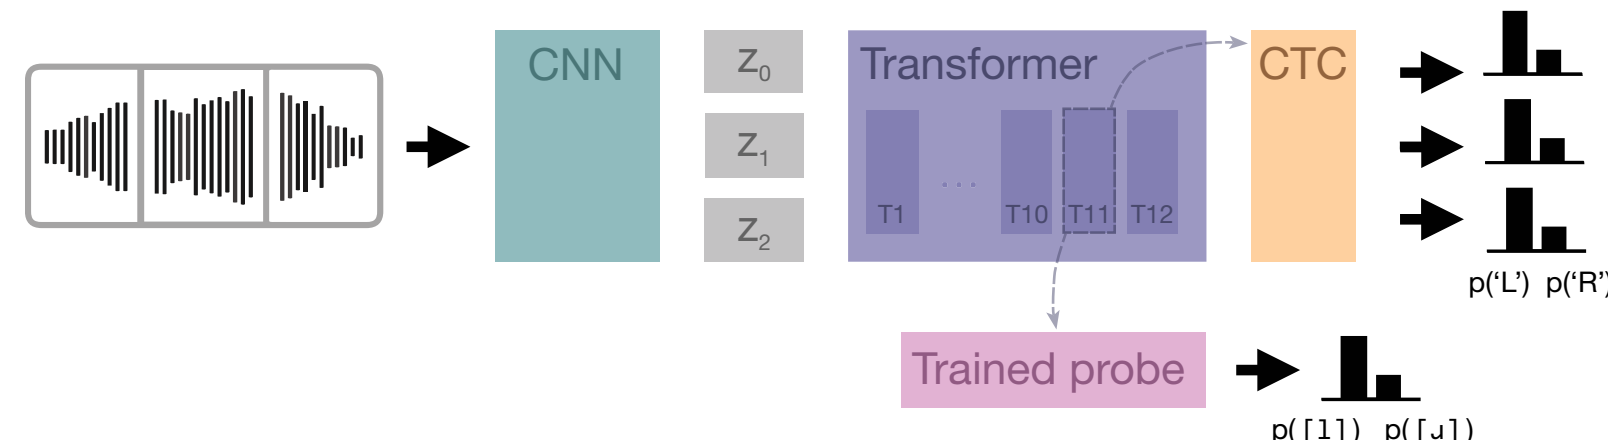 CNN
z0
z1
z2
Transformer
T1
...
T10
T11
T12
CTC
p(‘L’) p(‘R’)
Trained probe
p([l]) p([ɹ])